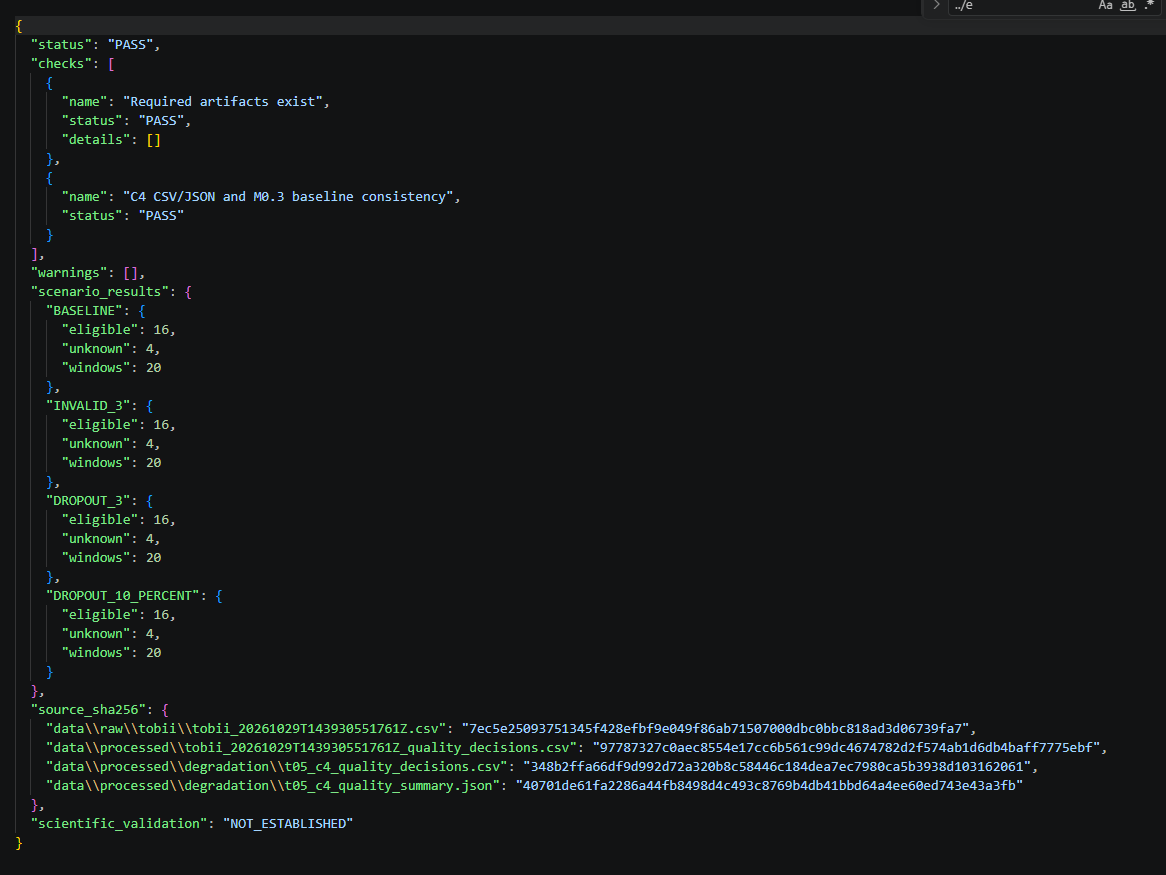 ../e Aa ab .*
{
"status": "PASS",
"checks": [
{
"name": "Required artifacts exist",
"status": "PASS",
"details": []
},
{
"name": "C4 CSV/JSON and M0.3 baseline consistency",
"status": "PASS"
}
],
"warnings": [],
"scenario_results": {
"BASELINE": {
"eligible": 16,
"unknown": 4,
"windows": 20
},
"INVALID_3": {
"eligible": 16,
"unknown": 4,
"windows": 20
},
"DROPOUT_3": {
"eligible": 16,
"unknown": 4,
"windows": 20
},
"DROPOUT_10_PERCENT": {
"eligible": 16,
"unknown": 4,
"windows": 20
}
},
"source_sha256": {
"data\\raw\\tobii\\tobii_20261029T143930551761Z.csv": "7ec5e25093751345f428efbf9e049f86ab71507000dbc0bbc818ad3d06739fa7",
"data\\processed\\tobii_20261029T143930551761Z_quality_decisions.csv": "97787327c0aec8554e17cc6b561c99dc4674782d2f574ab1d6db4baff7775ebf",
"data\\processed\\degradation\\t05_c4_quality_decisions.csv": "348b2ffa66df9d992d72a320b8c58446c184dea7ec7980ca5b3938d103162061",
"data\\processed\\degradation\\t05_c4_quality_summary.json": "40701de61fa2286a44fb8498d4c493c8769b4db41bbd64a4ee60ed743e43a3fb"
},
"scientific_validation": "NOT_ESTABLISHED"
}